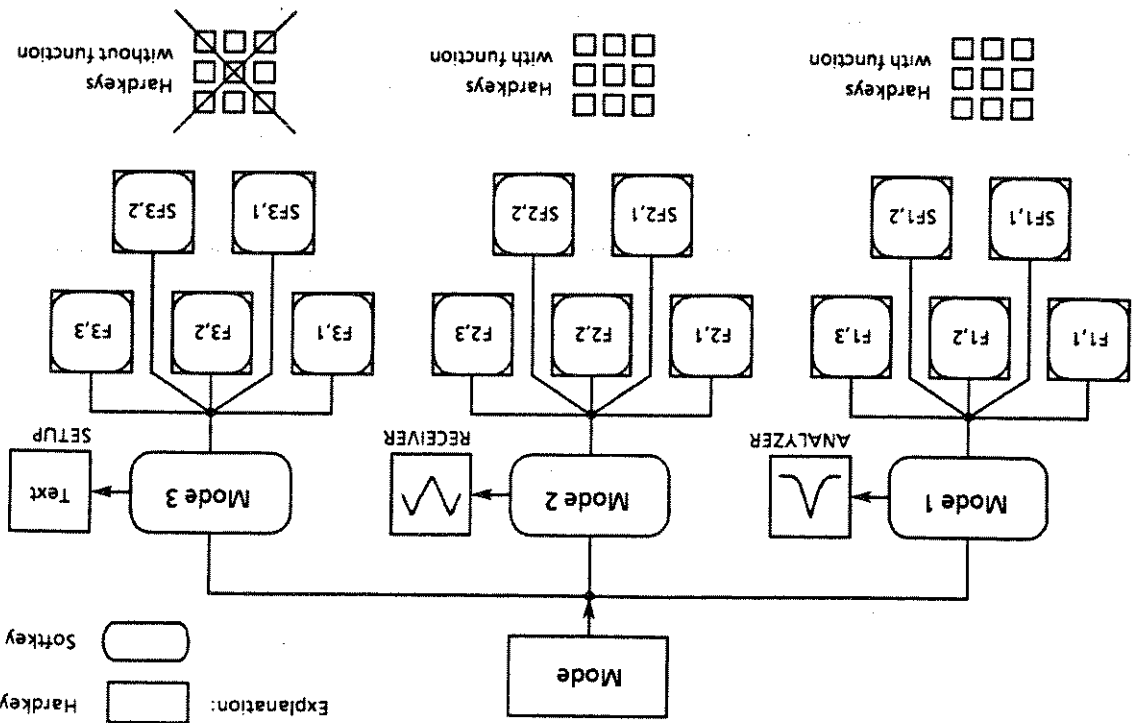 Explanation: Hardkey
Mode
Softkey
Mode 1
Mode 2
Mode 3
Text
ANALYZER
RECEIVER
SETUP
F1,1 F1,2 F1,3
F2,1 F2,2 F2,3
F3,1 F3,2 F3,3
SF1,1 SF1,2
SF2,1 SF2,2
SF3,1 SF3,2
Hardkeys
with function
Hardkeys
with function
Hardkeys
without function